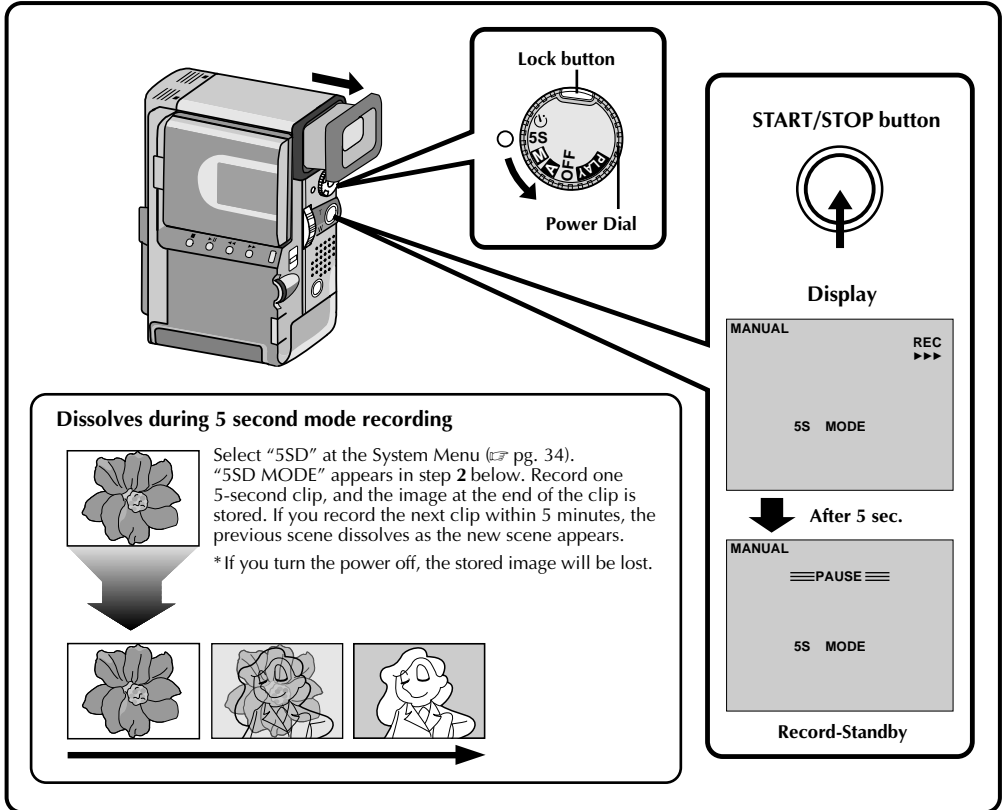 Lock button
5S
M
A
OFF
PLAY
Power Dial
START/STOP button
Display
MANUAL
REC
5S MODE
After 5 sec.
MANUAL
PAUSE
5S MODE
Record-Standby
Dissolves during 5 second mode recording
Select “5SD” at the System Menu (☞ pg. 34).
“5SD MODE” appears in step 2 below. Record one
5-second clip, and the image at the end of the clip is
stored. If you record the next clip within 5 minutes, the
previous scene dissolves as the new scene appears.
* If you turn the power off, the stored image will be lost.